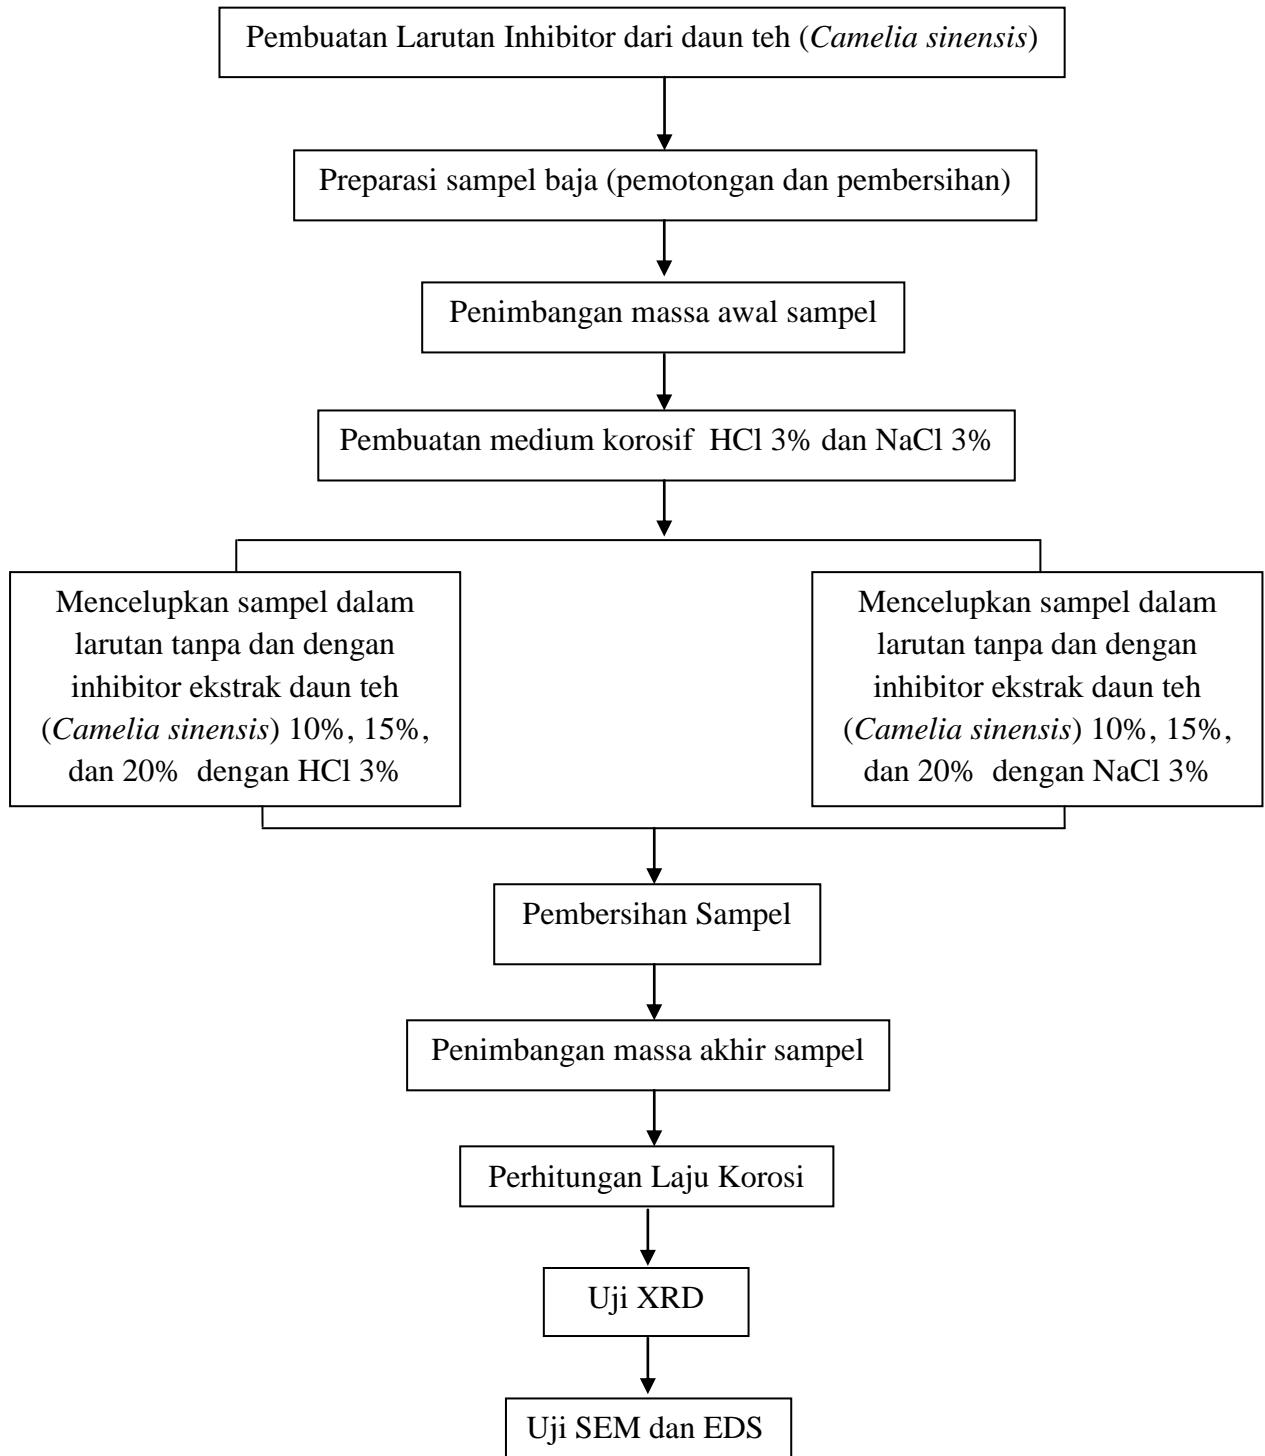 Pembuatan Larutan Inhibitor dari daun teh (Camelia sinensis)
Preparasi sampel baja (pemotongan dan pembersihan)
Penimbangan massa awal sampel
Pembuatan medium korosif HCl 3% dan NaCl 3%
Mencelupkan sampel dalam
larutan tanpa dan dengan
inhibitor ekstrak daun teh
(Camelia sinensis) 10%, 15%,
dan 20% dengan HCl 3%
Mencelupkan sampel dalam
larutan tanpa dan dengan
inhibitor ekstrak daun teh
(Camelia sinensis) 10%, 15%,
dan 20% dengan NaCl 3%
Pembersihan Sampel
Penimbangan massa akhir sampel
Perhitungan Laju Korosi
Uji XRD
Uji SEM dan EDS